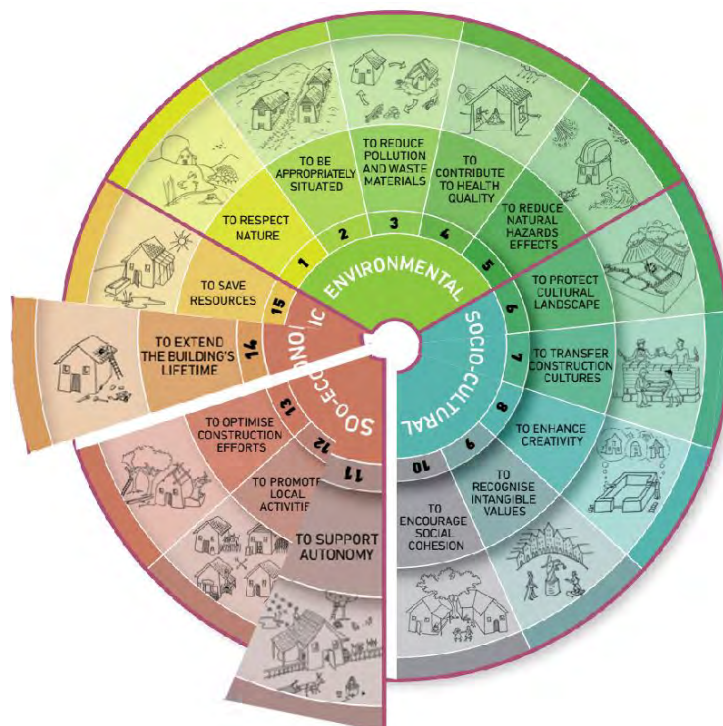 TO RESPECT
NATURE
1
TO BE
APPROPRIATELY
SITUATED
2
TO REDUCE
POLLUTION
AND WASTE
MATERIALS
3
TO
CONTRIBUTE
TO HEALTH
QUALITY
4
TO REDUCE
NATURAL
HAZARDS
EFFECTS
5
ENVIRONMENTAL
TO PROTECT
CULTURAL
LANDSCAPE
6
TO TRANSFER
CONSTRUCTION
CULTURES
7
TO ENHANCE
CREATIVITY
8
TO
RECOGNISE
INTANGIBLE
VALUES
9
TO
ENCOURAGE
SOCIAL
COHESION
10
SOCIO-CULTURAL
TO SUPPORT
AUTONOMY
11
TO PROMOTE
LOCAL
ACTIVITIE
12
TO OPTIMISE
CONSTRUCTION
EFFORTS
13
TO EXTEND
THE BUILDING'S
LIFETIME
14
TO SAVE
RESOURCES
15
SOO-ECONO IC